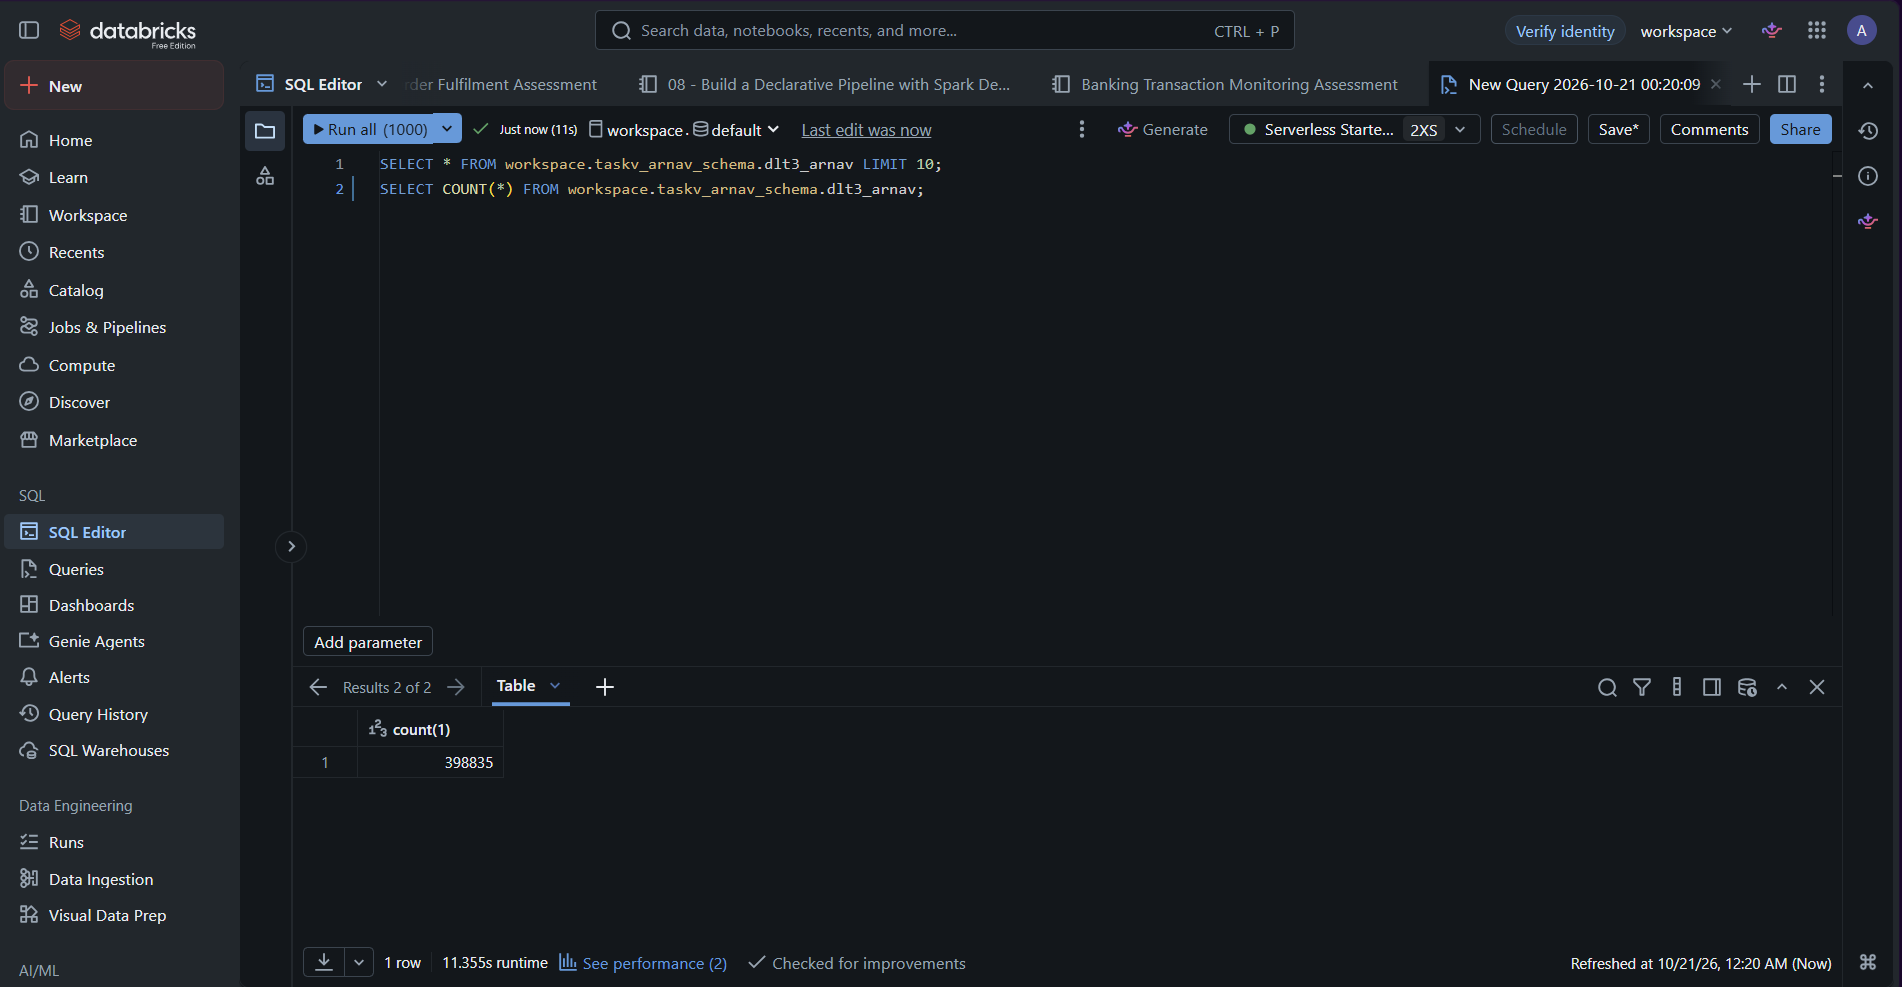 databricks
Free Edition
Search data, notebooks, recents, and more...
CTRL + P
Verify identity
workspace
A
New
Home
Learn
Workspace
Recents
Catalog
Jobs & Pipelines
Compute
Discover
Marketplace
SQL
SQL Editor
Queries
Dashboards
Genie Agents
Alerts
Query History
SQL Warehouses
Data Engineering
Runs
Data Ingestion
Visual Data Prep
AI/ML
SQL Editor
rder Fulfilment Assessment
08 - Build a Declarative Pipeline with Spark De...
Banking Transaction Monitoring Assessment
New Query 2026-10-21 00:20:09
Run all (1000)
Just now (11s)
workspace.
default
Last edit was now
Generate
Serverless Starte...
2XS
Schedule
Save*
Comments
Share
1 SELECT * FROM workspace.taskv_arnav_schema.dlt3_arnav LIMIT 10;
2 SELECT COUNT(*) FROM workspace.taskv_arnav_schema.dlt3_arnav;
Add parameter
Results 2 of 2
Table
123 count(1)
1 398835
1 row
11.355s runtime
See performance (2)
Checked for improvements
Refreshed at 10/21/26, 12:20 AM (Now)